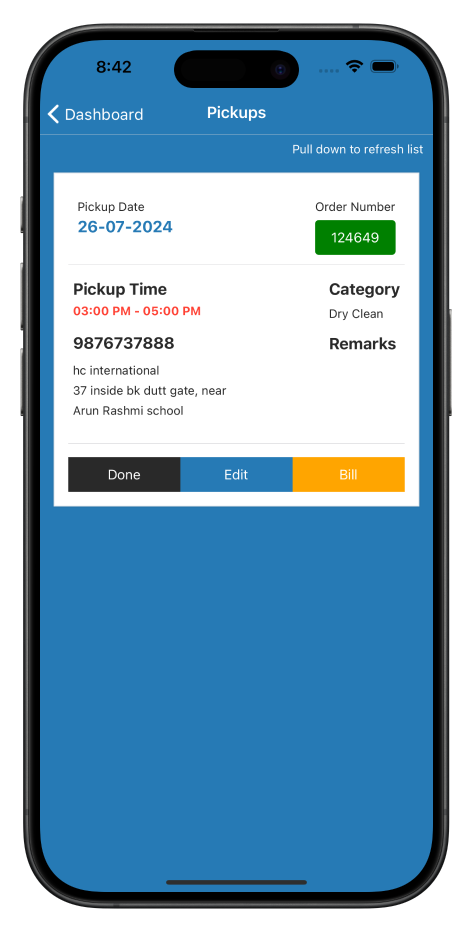 8:42
Dashboard
Pickups
Pull down to refresh list
Pickup Date
Order Number
26-07-2024
124649
Pickup Time
Category
03:00 PM - 05:00 PM
Dry Clean
9876737888
Remarks
hc international
37 inside bk dutt gate, near
Arun Rashmi school
Done
Edit
Bill